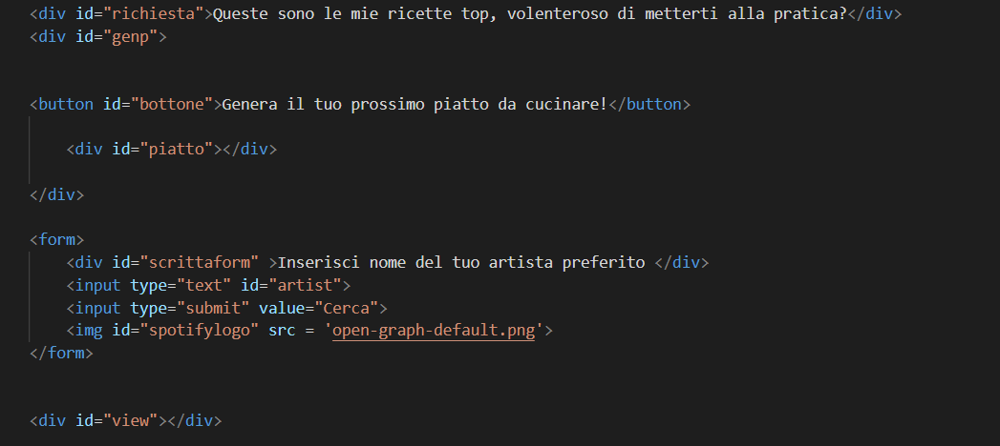 <div id="richiesta">Queste sono le mie ricette top, volenteroso di metterti alla pratica?</div>
<div id="genp">
<button id="bottone">Genera il tuo prossimo piatto da cucinare!</button>
<div id="piatto"></div>
</div>
<form>
<div id="scrittaform" >Inserisci nome del tuo artista preferito </div>
<input type="text" id="artist">
<input type="submit" value="Cerca">
<img id="spotifylogo" src = 'open-graph-default.png'>
</form>
<div id="view"></div>